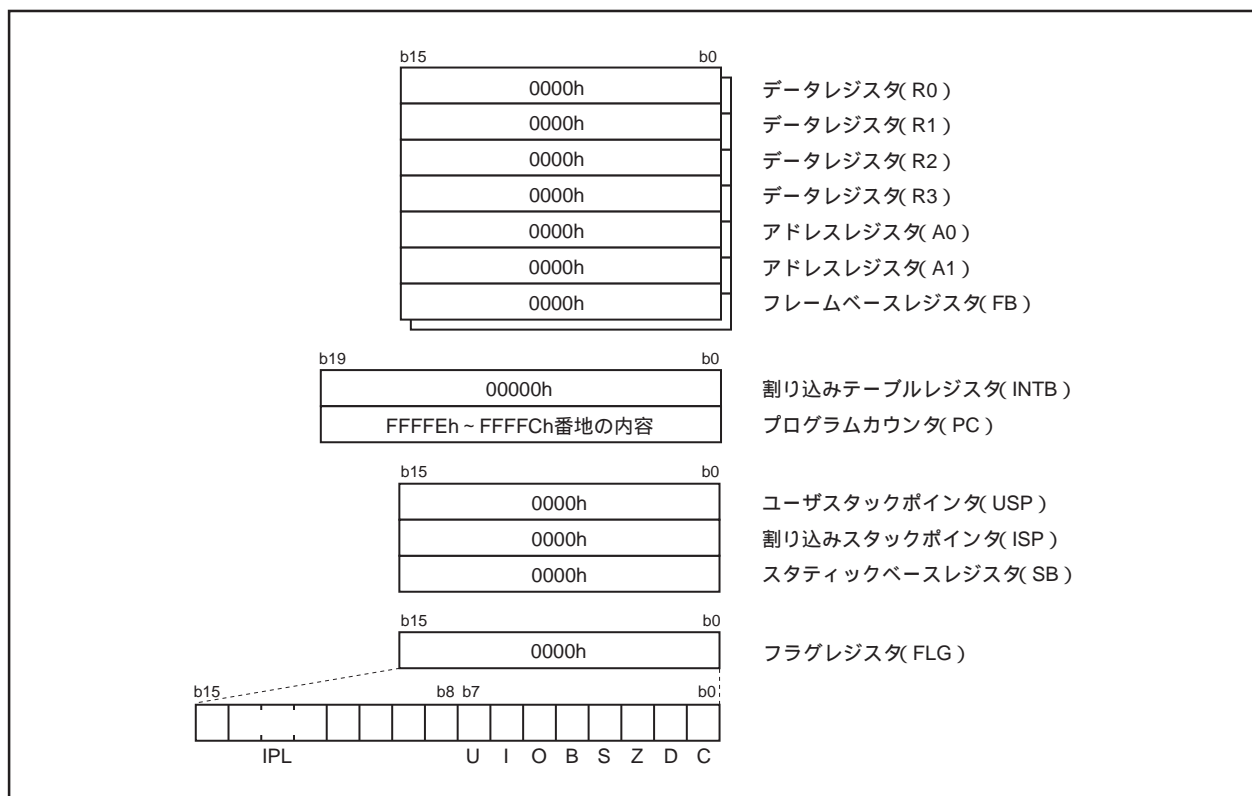 b15 b0
0000h データレジスタ(R0)
0000h データレジスタ(R1)
0000h データレジスタ(R2)
0000h データレジスタ(R3)
0000h アドレスレジスタ(A0)
0000h アドレスレジスタ(A1)
0000h フレームベースレジスタ(FB)
b19 b0
00000h 割り込みテーブルレジスタ(INTB)
FFFFEh~FFFFCh番地の内容 プログラムカウンタ(PC)
b15 b0
0000h ユーザスタックポインタ(USP)
0000h 割り込みスタックポインタ(ISP)
0000h スタティックベースレジスタ(SB)
b15 b0
0000h フラグレジスタ(FLG)
b15 b8 b7 b0
IPL U I O B S Z D C